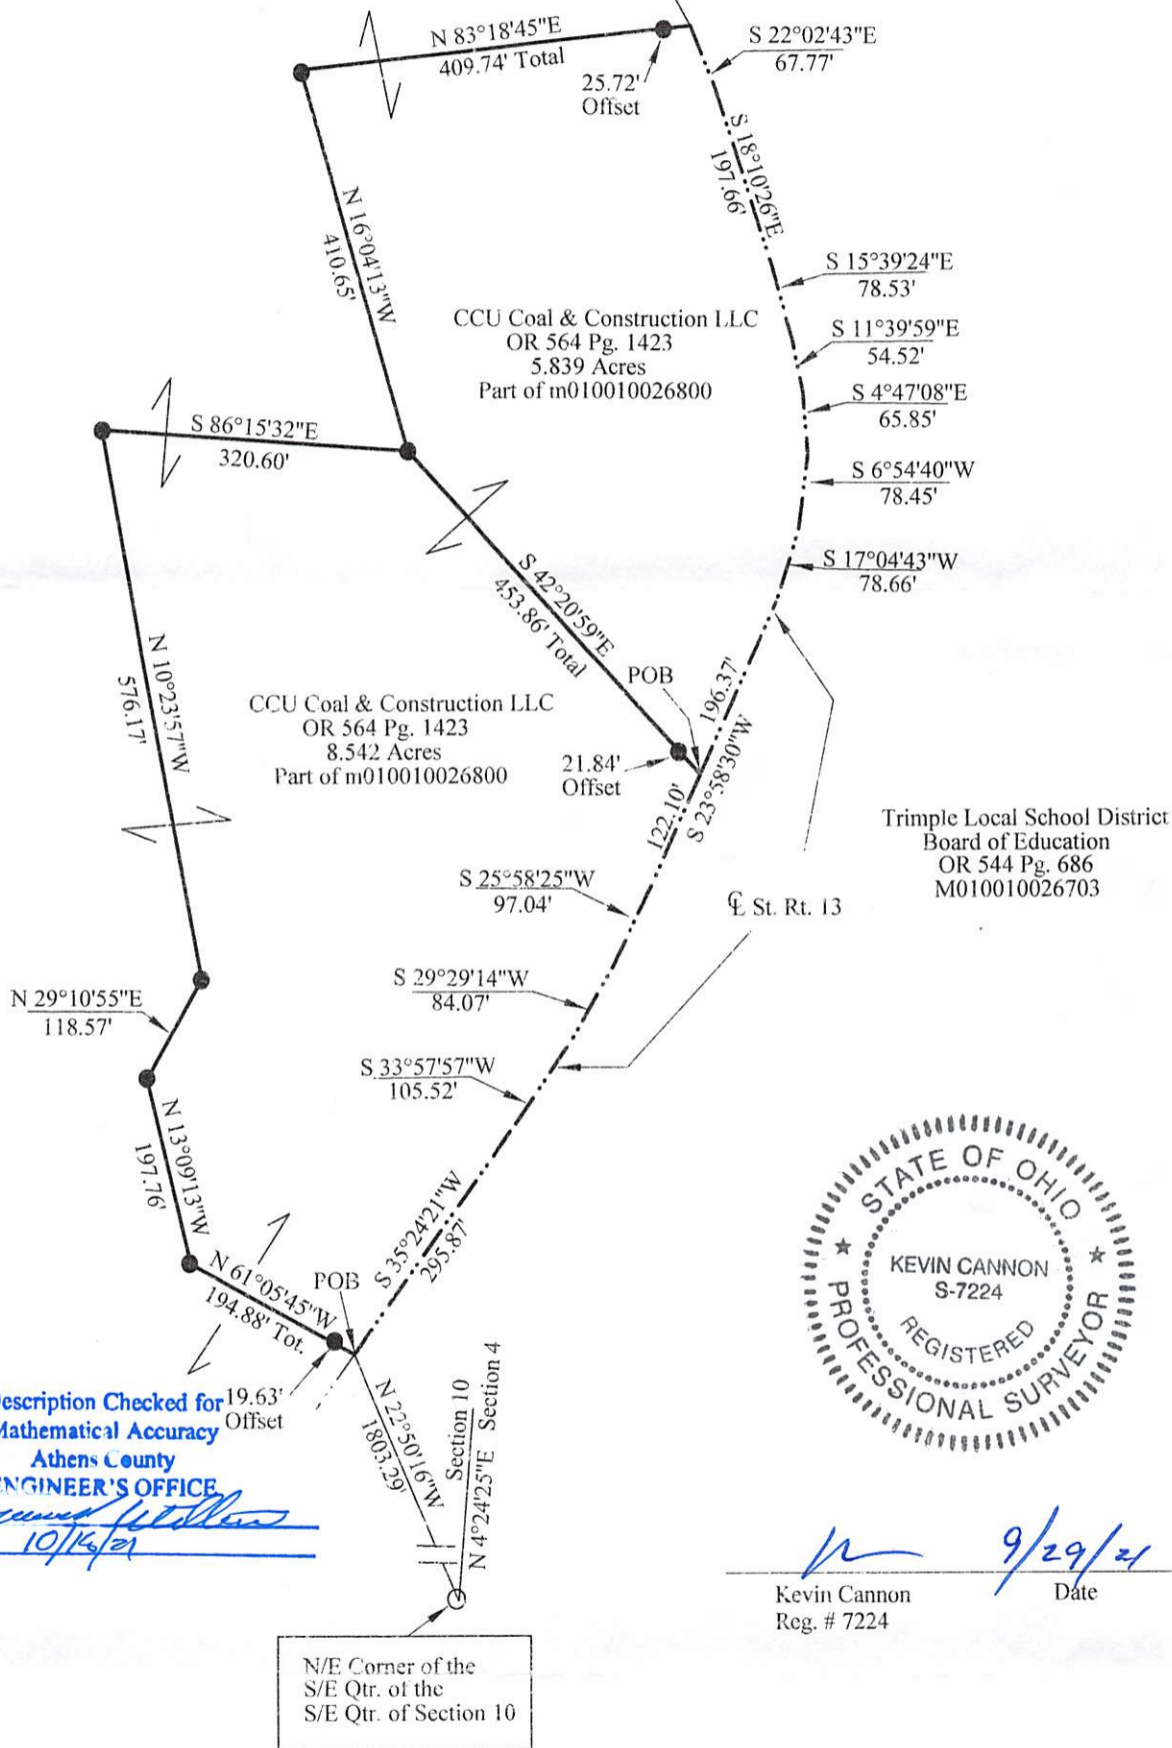 N 83°18'45"E
409.74' Total
25.72'
Offset
S 22°02'43"E
67.77'
S 18°10'26"E
197.66'
N 16°04'13"W
410.65'
S 15°39'24"E
78.53'
CCU Coal & Construction LLC
OR 564 Pg. 1423
5.839 Acres
Part of m010010026800
S 11°39'59"E
54.52'
S 4°47'08"E
65.85'
S 86°15'32"E
320.60'
S 6°54'40"W
78.45'
S 17°04'43"W
78.66'
S 42°20'59"E
453.86' Total
N 10°23'57"W
576.17'
POB
196.37'
S 23°58'30"W
122.10'
CCU Coal & Construction LLC
OR 564 Pg. 1423
8.542 Acres
Part of m010010026800
21.84'
Offset
Trimple Local School District
Board of Education
OR 544 Pg. 686
M010010026703
S 25°58'25"W
97.04'
℄ St. Rt. 13
S 29°29'14"W
84.07'
N 29°10'55"E
118.57'
S 33°57'57"W
105.52'
N 13°09'13"W
197.76'
S 35°24'21"W
295.87'
N 61°05'45"W
194.88' Tot.
POB
STATE OF OHIO
KEVIN CANNON
S-7224
REGISTERED
PROFESSIONAL SURVEYOR
19.63'
Offset
escription Checked for
Mathematical Accuracy
Athens County
NGINEER'S OFFICE
N 22°50'16"W
1803.29'
Section 10
N 4°24'25"E Section 4
9/29/21
Kevin Cannon
Date
Reg. # 7224
N/E Corner of the
S/E Qtr. of the
S/E Qtr. of Section 10